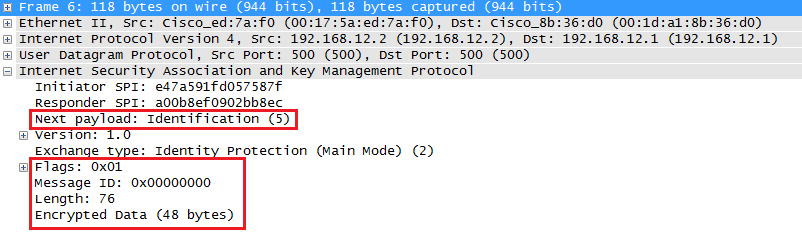 Frame 6: 118 bytes on wire (944 bits), 118 bytes captured (944 bits)
Ethernet II, Src: Cisco_ed:7a:f0 (00:17:5a:ed:7a:f0), Dst: Cisco_8b:36:d0 (00:1d:a1:8b:36:d0)
Internet Protocol Version 4, Src: 192.168.12.2 (192.168.12.2), Dst: 192.168.12.1 (192.168.12.1)
User Datagram Protocol, Src Port: 500 (500), Dst Port: 500 (500)
Internet Security Association and Key Management Protocol
Initiator SPI: e47a591fd057587f
Responder SPI: a00b8ef0902bb8ec
Next payload: Identification (5)
Version: 1.0
Exchange type: Identity Protection (Main Mode) (2)
Flags: 0x01
Message ID: 0x00000000
Length: 76
Encrypted Data (48 bytes)